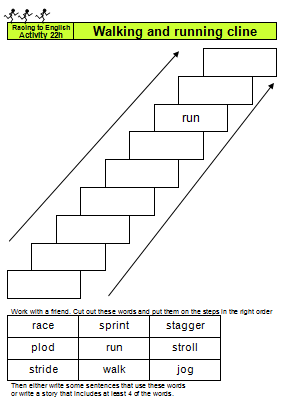 Racing to English
Activity 22h
Walking and running cline
run
Work with a friend. Cut out these words and put them on the steps in the right order
race sprint stagger
plod run stroll
stride walk jog
Then either write some sentences that use these words
or write a story that includes at least 4 of the words.